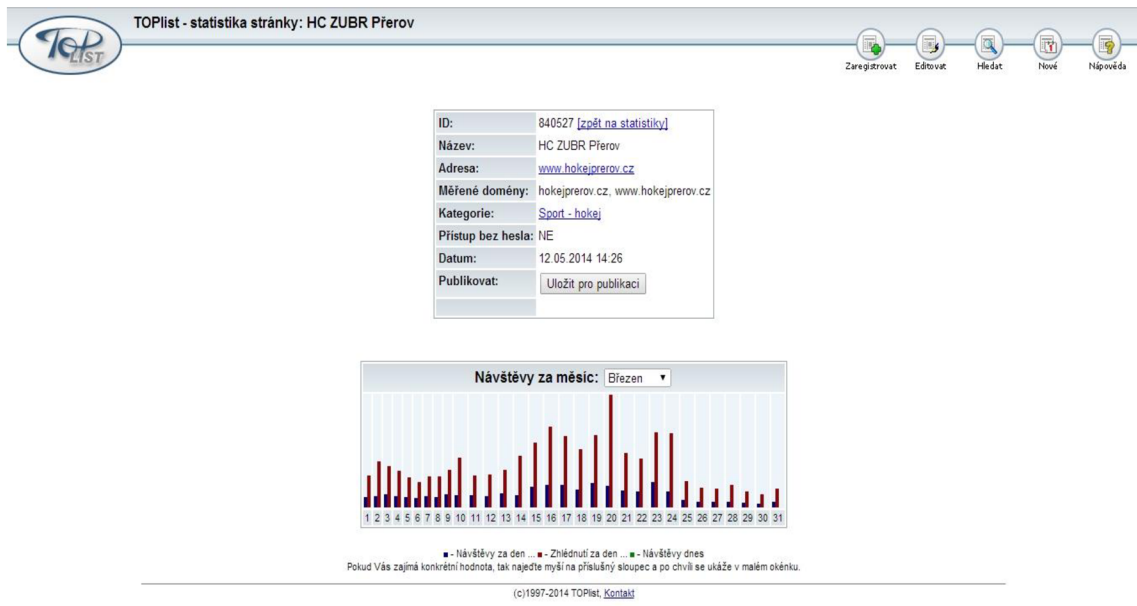 TOPlist - statistika stránky: HC ZUBR Přerov
TOPLIST
Zaregistrovat Editovat Hledat Nové Nápověda
ID: 840527 [zpět na statistiky]
Název: HC ZUBR Přerov
Adresa: www.hokejprerov.cz
Měřené domény: hokejprerov.cz, www.hokejprerov.cz
Kategorie: Sport - hokej
Přístup bez hesla: NE
Datum: 12.05.2014 14:26
Publikovat: Uložit pro publikaci
Návštěvy za měsíc: Březen
1 2 3 4 5 6 7 8 9 10 11 12 13 14 15 16 17 18 19 20 21 22 23 24 25 26 27 28 29 30 31
- Návštěvy za den ... - Zhlédnutí za den ... - Návštěvy dnes
Pokud Vás zajímá konkrétní hodnota, tak najeďte myší na příslušný sloupec a po chvíli se ukáže v malém okénku.
(c)1997-2014 TOPlist, Kontakt